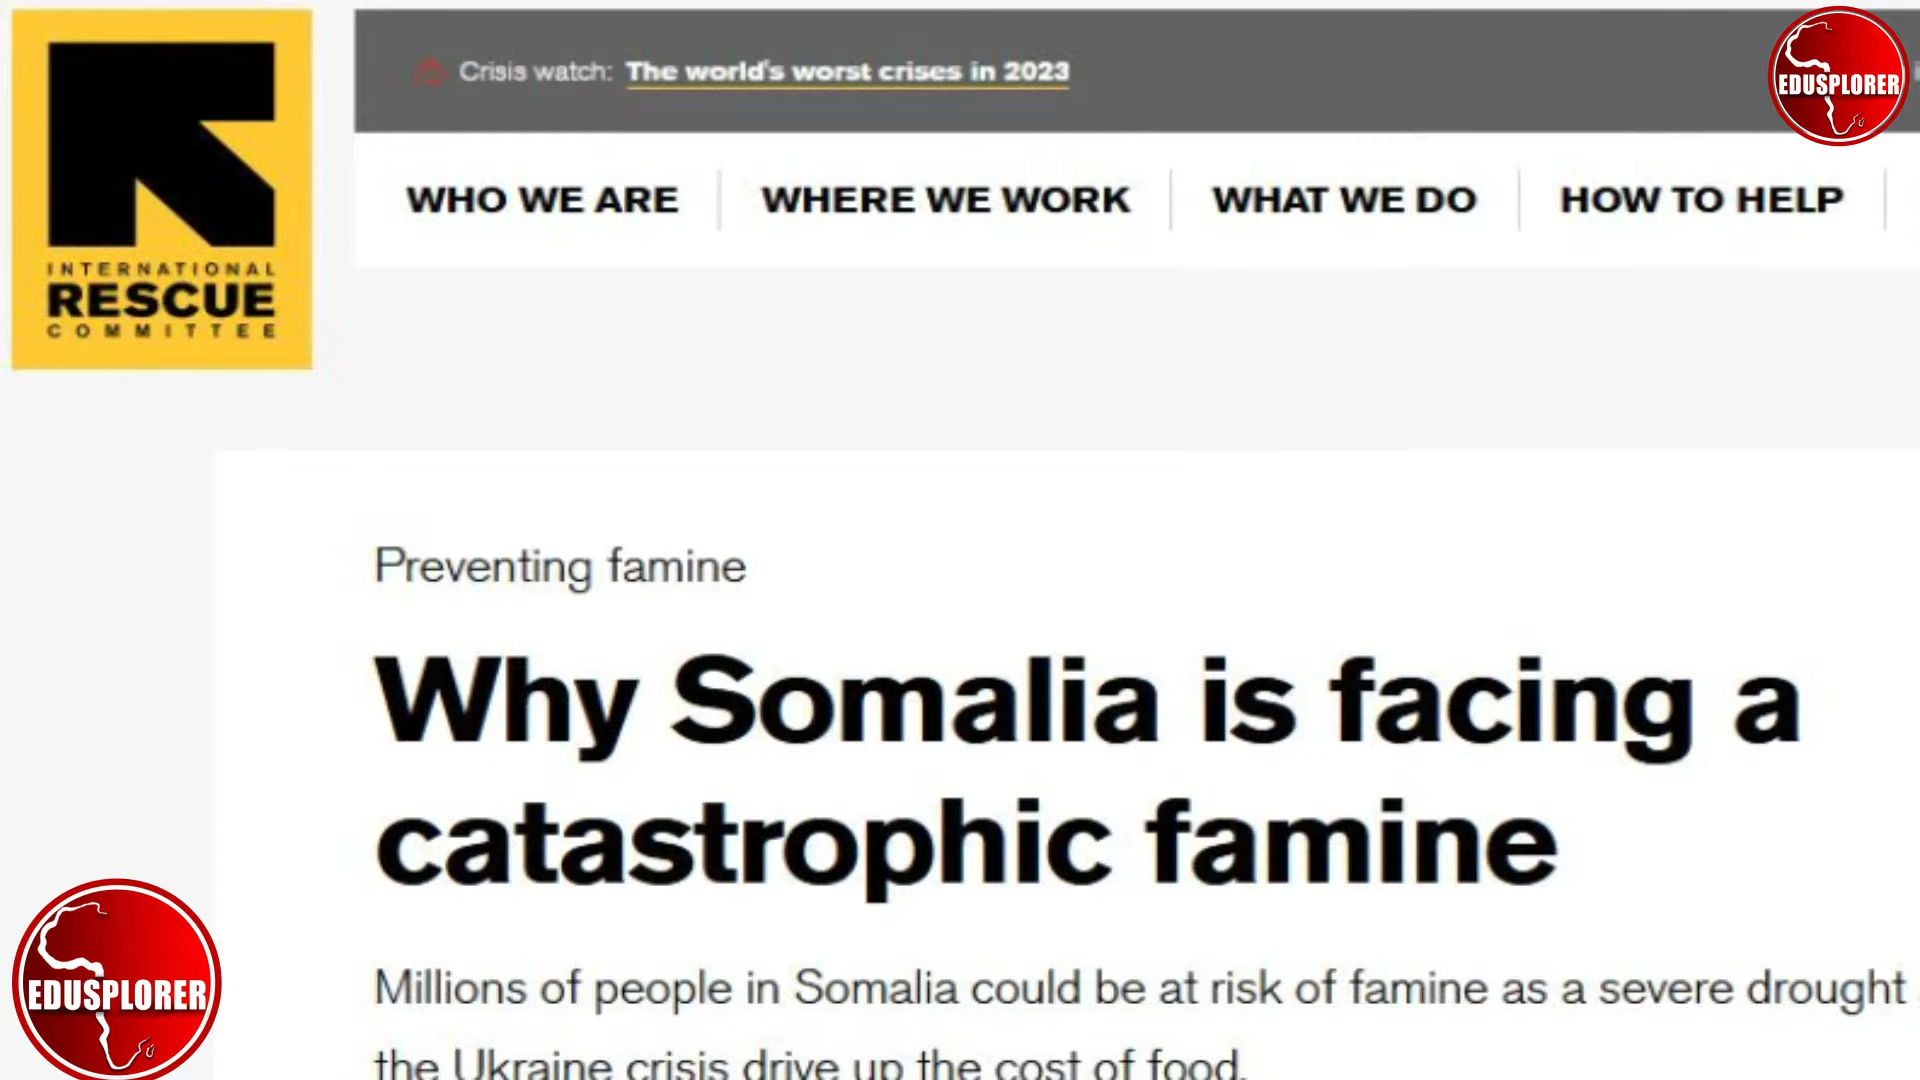 Crisis watch: The world's worst crises in 2023
EDUSPLORER
WHO WE ARE
WHERE WE WORK
WHAT WE DO
HOW TO HELP
INTERNATIONAL
RESCUE
COMMITTEE
Preventing famine
Why Somalia is facing a
catastrophic famine
Millions of people in Somalia could be at risk of famine as a severe drought
the Ukraine crisis drive up the cost of food.
EDUSPLORER